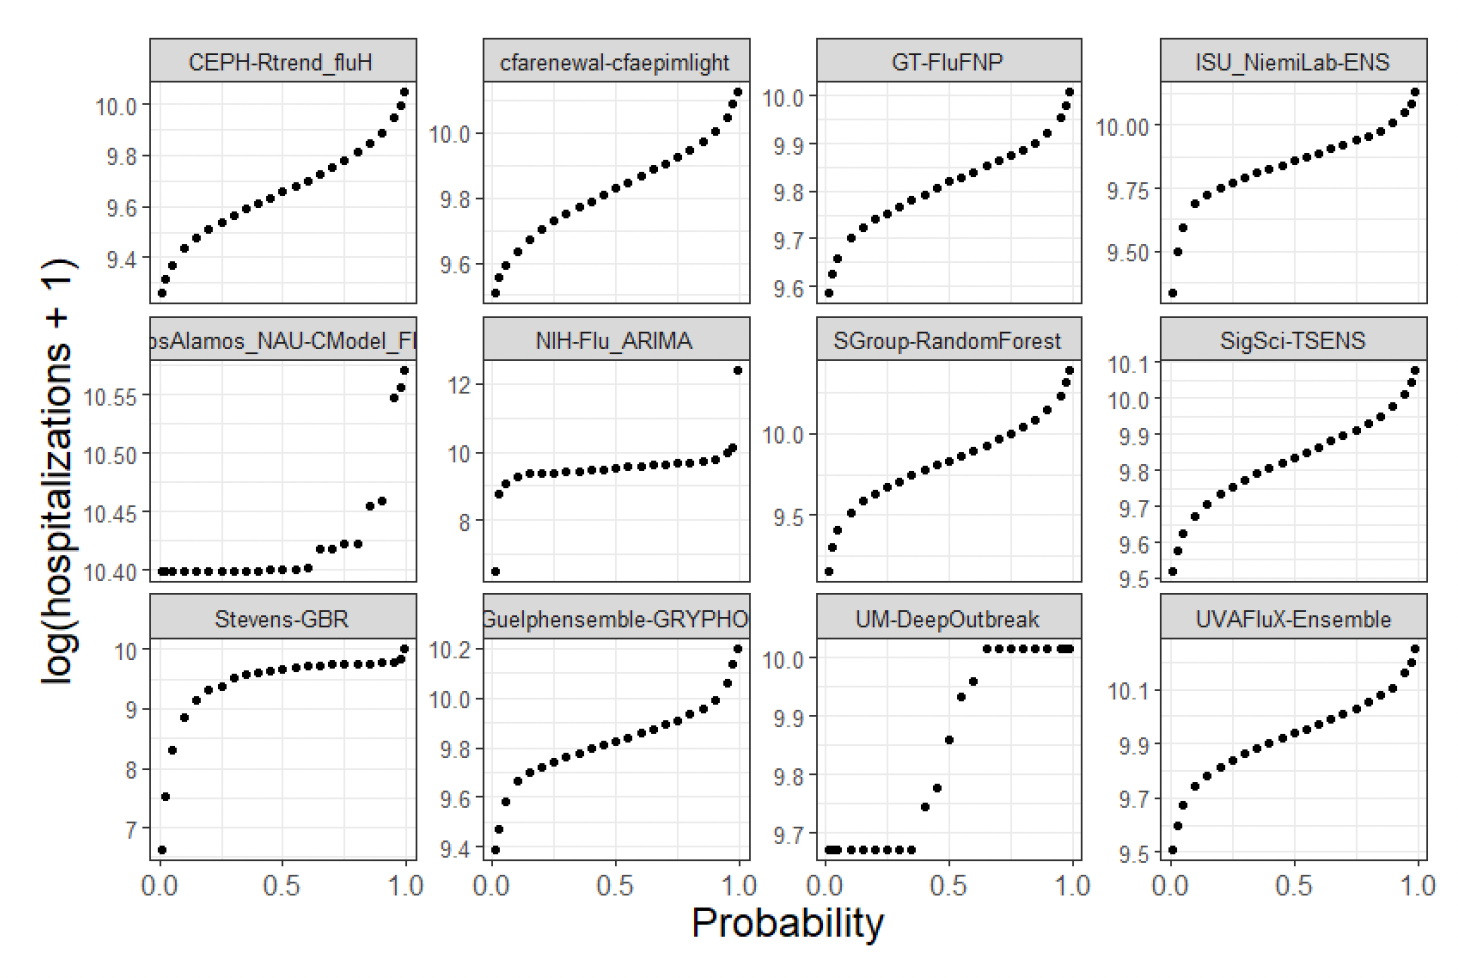 CEPH-Rtrend_fluH
cfarenewal-cfaepimlight
GT-FluFNP
ISU_NiemiLab-ENS
10.0
9.8
9.6
9.4
10.0
9.8
9.6
10.0
9.9
9.8
9.7
9.6
10.00
9.75
9.50
osAlamos_NAU-CModel_Fl
NIH-Flu_ARIMA
SGroup-RandomForest
SigSci-TSENS
10.55
10.50
10.45
10.40
12
10
8
10.0
9.5
10.1
10.0
9.9
9.8
9.7
9.6
9.5
Stevens-GBR
Guelphensemble-GRYPHO
UM-DeepOutbreak
UVAFluX-Ensemble
10
9
8
7
10.2
10.0
9.8
9.6
9.4
10.0
9.9
9.8
9.7
10.1
9.9
9.7
9.5
0.0 0.5 1.0
0.0 0.5 1.0
0.0 0.5 1.0
0.0 0.5 1.0
Probability
log(hospitalizations + 1)